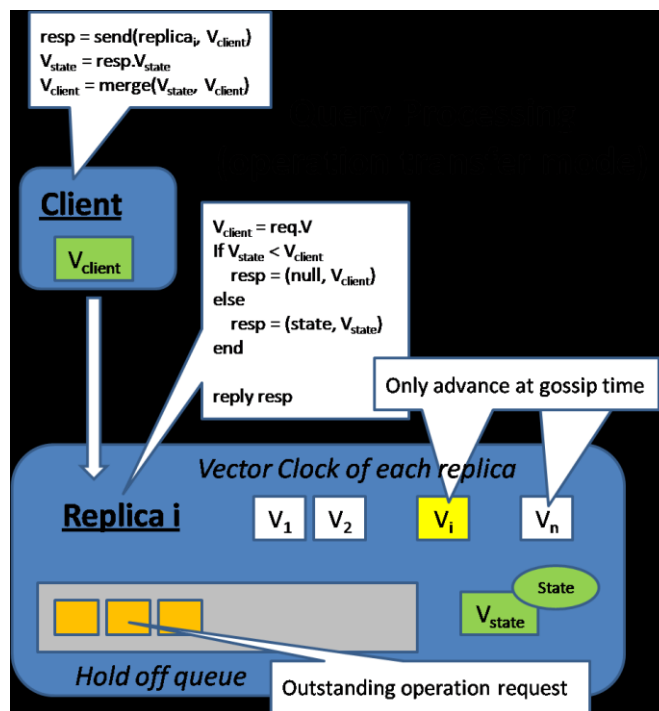 resp = send(replicaᵢ, V_client)
V_state = resp.V_state
V_client = merge(V_state, V_client)
Client
V_client
V_client = req.V
If V_state < V_client
resp = (null, V_client)
else
resp = (state, V_state)
end
reply resp
Only advance at gossip time
Vector Clock of each replica
Replica i
V₁ V₂ Vᵢ Vₙ
State
V_state
Hold off queue
Outstanding operation request